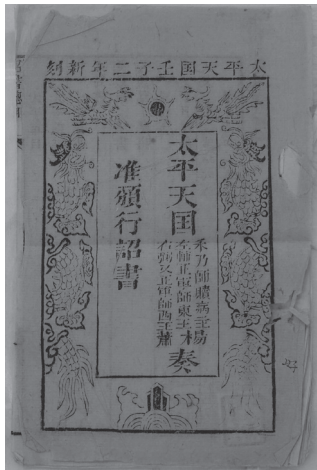 太平天国壬子二年新刻
太平天国
禾乃師贖病主
左輔正軍師東王楊
右弼又正軍師西王蕭
奏
准頒行詔書